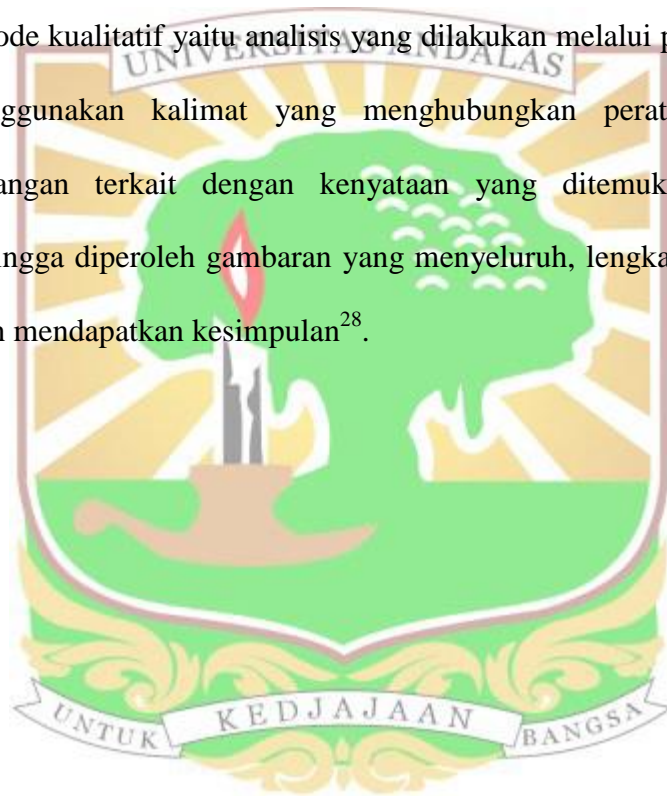 ode kualitatif yaitu analisis yang dilakukan melalui p
UNIVERSITAS ANDALAS
ggunakan kalimat yang menghubungkan perat
angan terkait dengan kenyataan yang ditemuk
ingga diperoleh gambaran yang menyeluruh, lengka
n mendapatkan kesimpulan28.
UNTUK KEDJAJAAN BANGSA